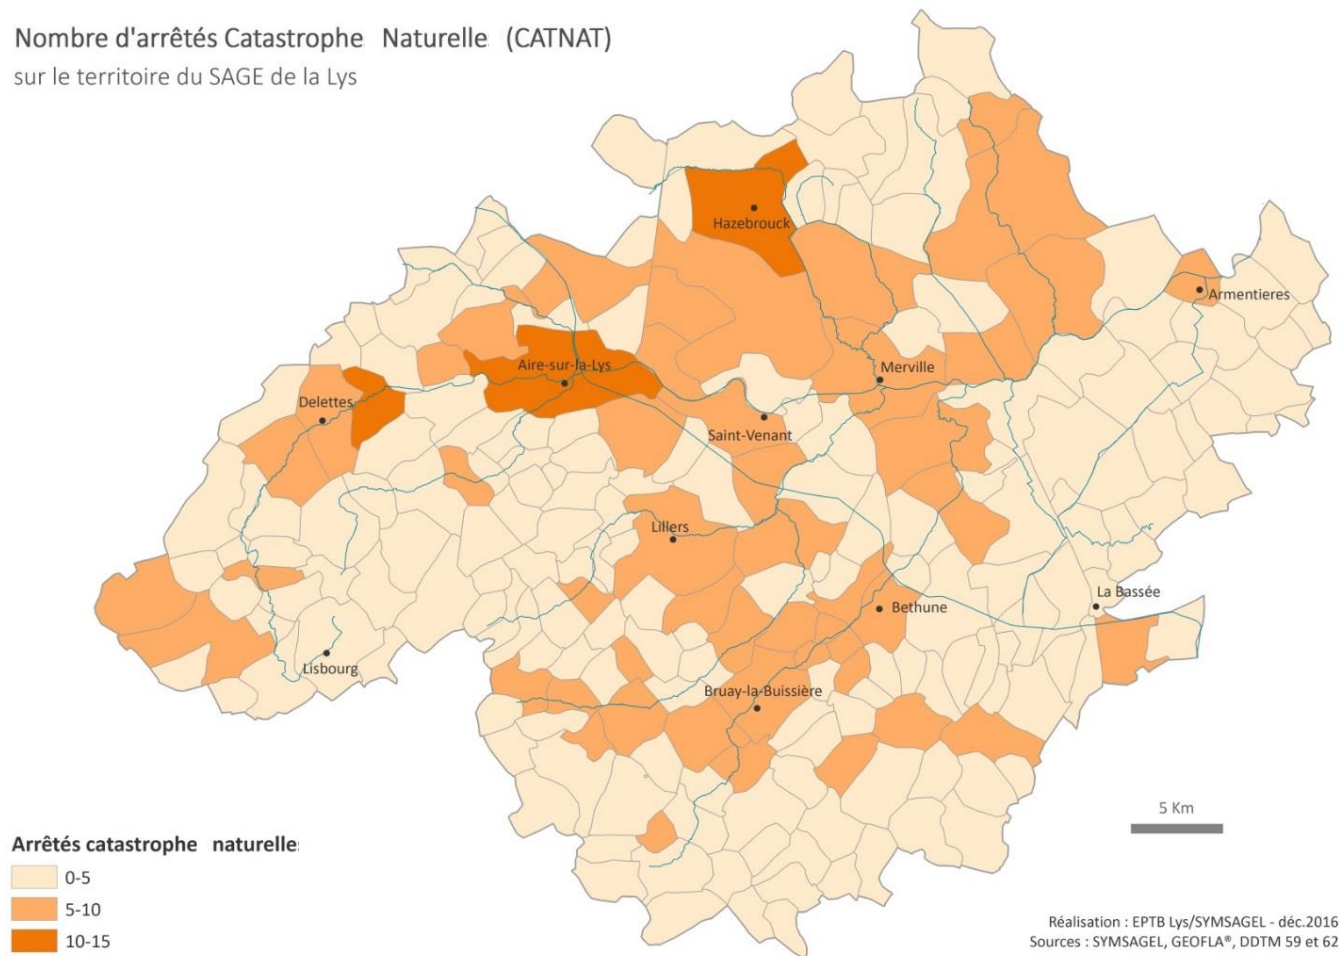 Nombre d'arrêtés Catastrophe Naturelle (CATNAT)
sur le territoire du SAGE de la Lys
Hazebrouck
Armentieres
Aire-sur-la-Lys
Merville
Delettes
Saint-Venant
Lillers
La Bassée
Bethune
Lisbourg
Bruay-la-Buissière
5 Km
Arrêtés catastrophe naturelle
0-5
5-10
10-15
Réalisation : EPTB Lys/SYMSAGEL - déc.2016
Sources : SYMSAGEL, GEOFLA®, DDTM 59 et 62